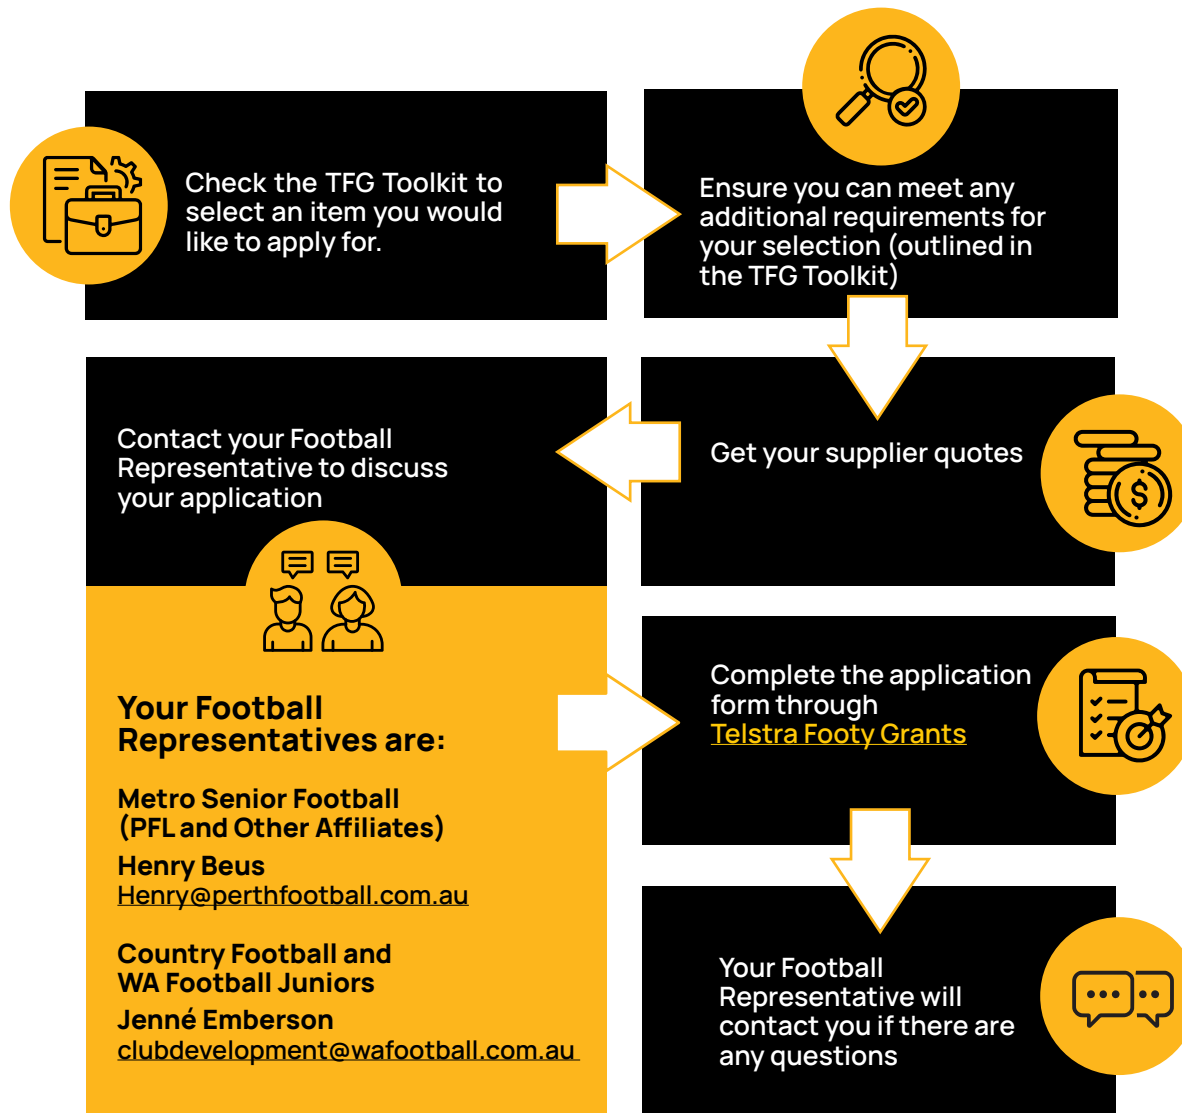 Check the TFG Toolkit to
select an item you would
like to apply for.
Ensure you can meet any
additional requirements for
your selection (outlined in
the TFG Toolkit)
Get your supplier quotes
Contact your Football
Representative to discuss
your application
Your Football
Representatives are:
Metro Senior Football
(PFL and Other Affiliates)
Henry Beus
Henry@perthfootball.com.au
Country Football and
WA Football Juniors
Jenné Emberson
clubdevelopment@wafootball.com.au
Complete the application
form through
Telstra Footy Grants
Your Football
Representative will
contact you if there are
any questions